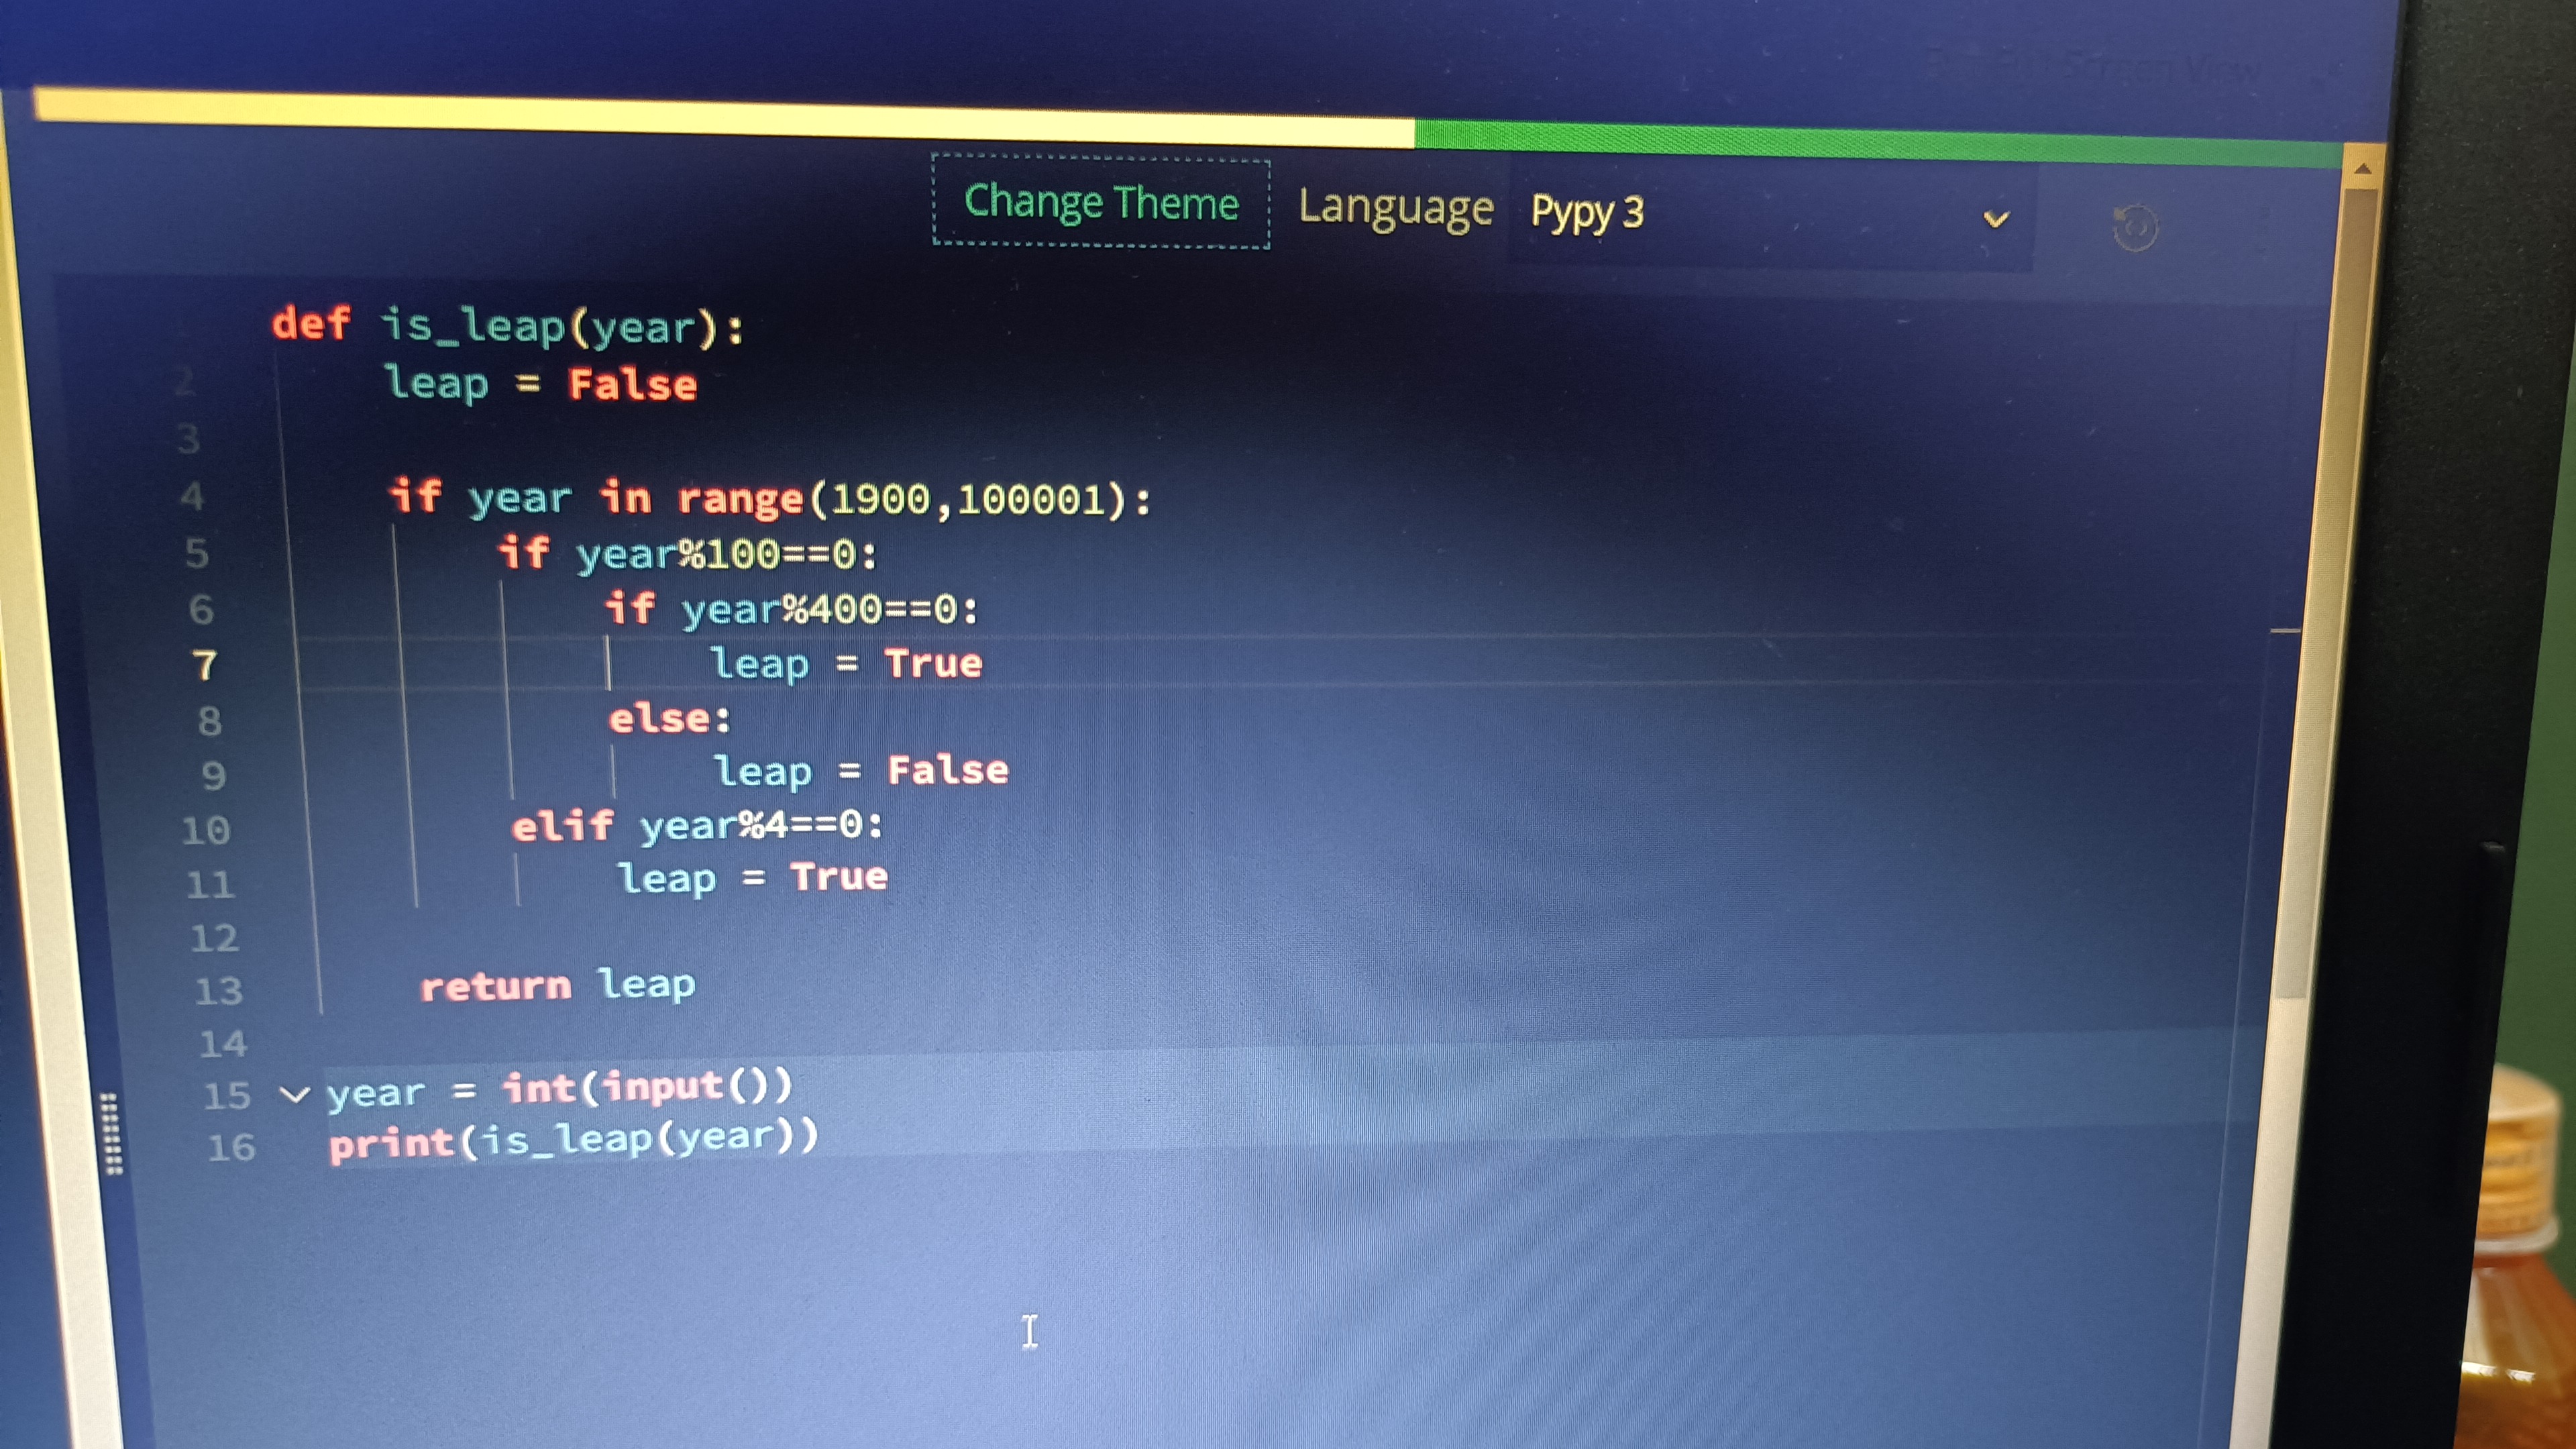 Screen View
Change Theme Language Pypy 3
def is_leap(year):
2 leap = False
3
4 if year in range(1900,100001):
5 if year%100==0:
6 if year%400==0:
7 leap = True
8 else:
9 leap = False
10 elif year%4==0:
11 leap = True
12
13 return leap
14
15 year = int(input())
16 print(is_leap(year))